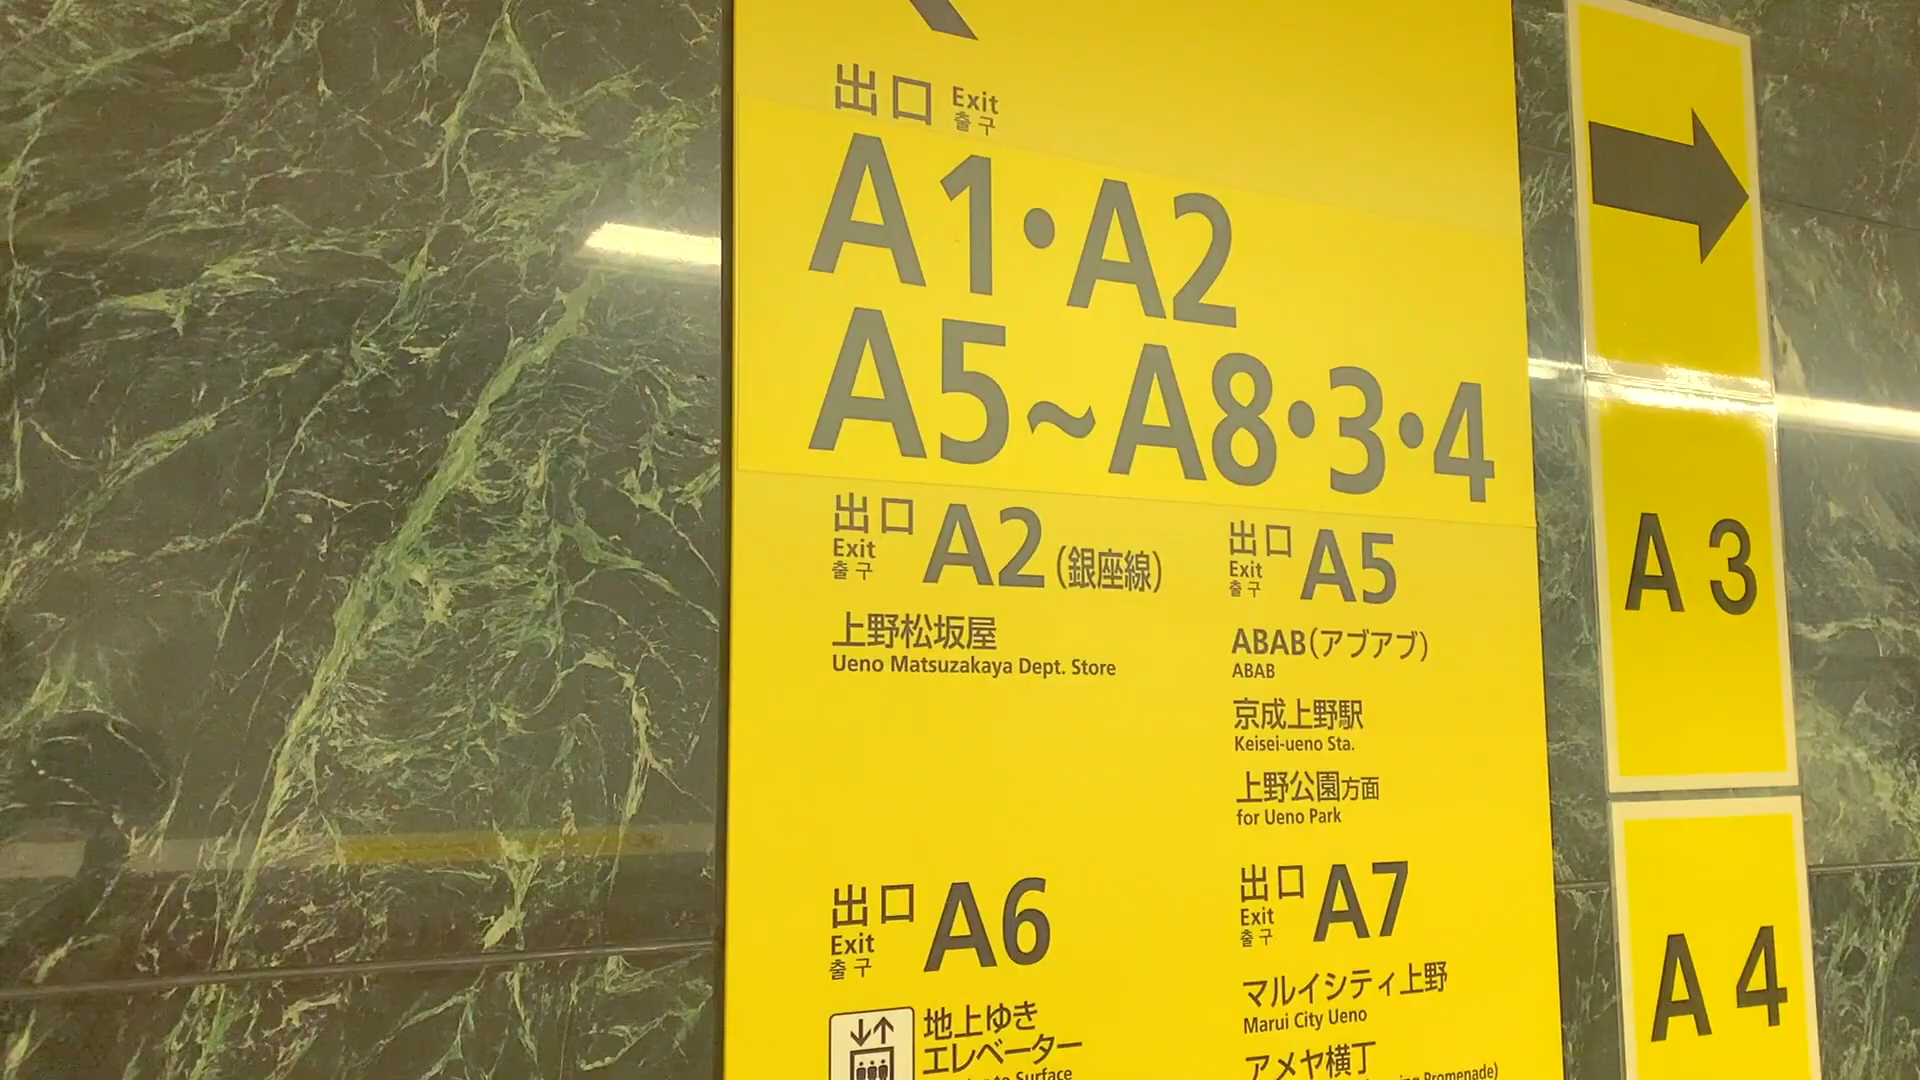 出口 Exit
출구
A1・A2
A5~A8・3・4
出口 Exit 출구 A2 (銀座線)
上野松坂屋
Ueno Matsuzakaya Dept. Store
出口 Exit 출구 A5
ABAB(アブアブ)
ABAB
京成上野駅
Keisei-ueno Sta.
上野公園方面
for Ueno Park
出口 Exit 출구 A6
地上ゆき
エレベーター
to Surface
出口 Exit 출구 A7
マルイシティ上野
Marui City Ueno
アメヤ横丁
Promenade)
A3
A4